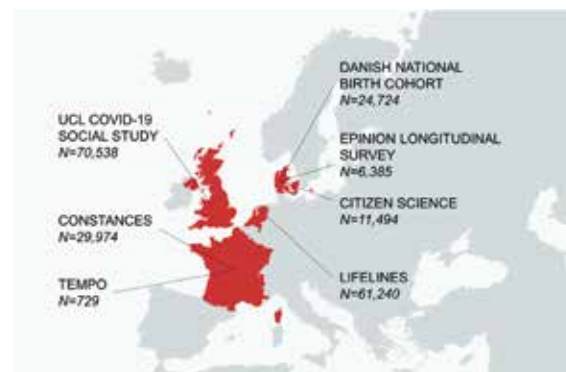 DANISH NATIONAL
BIRTH COHORT
N=24,724
UCL COVID-19
SOCIAL STUDY
N=70,538
EPINION LONGITUDINAL
SURVEY
N=6,385
CITIZEN SCIENCE
N=11,494
CONSTANCES
N=29,974
TEMPO
N=729
LIFELINES
N=61,240